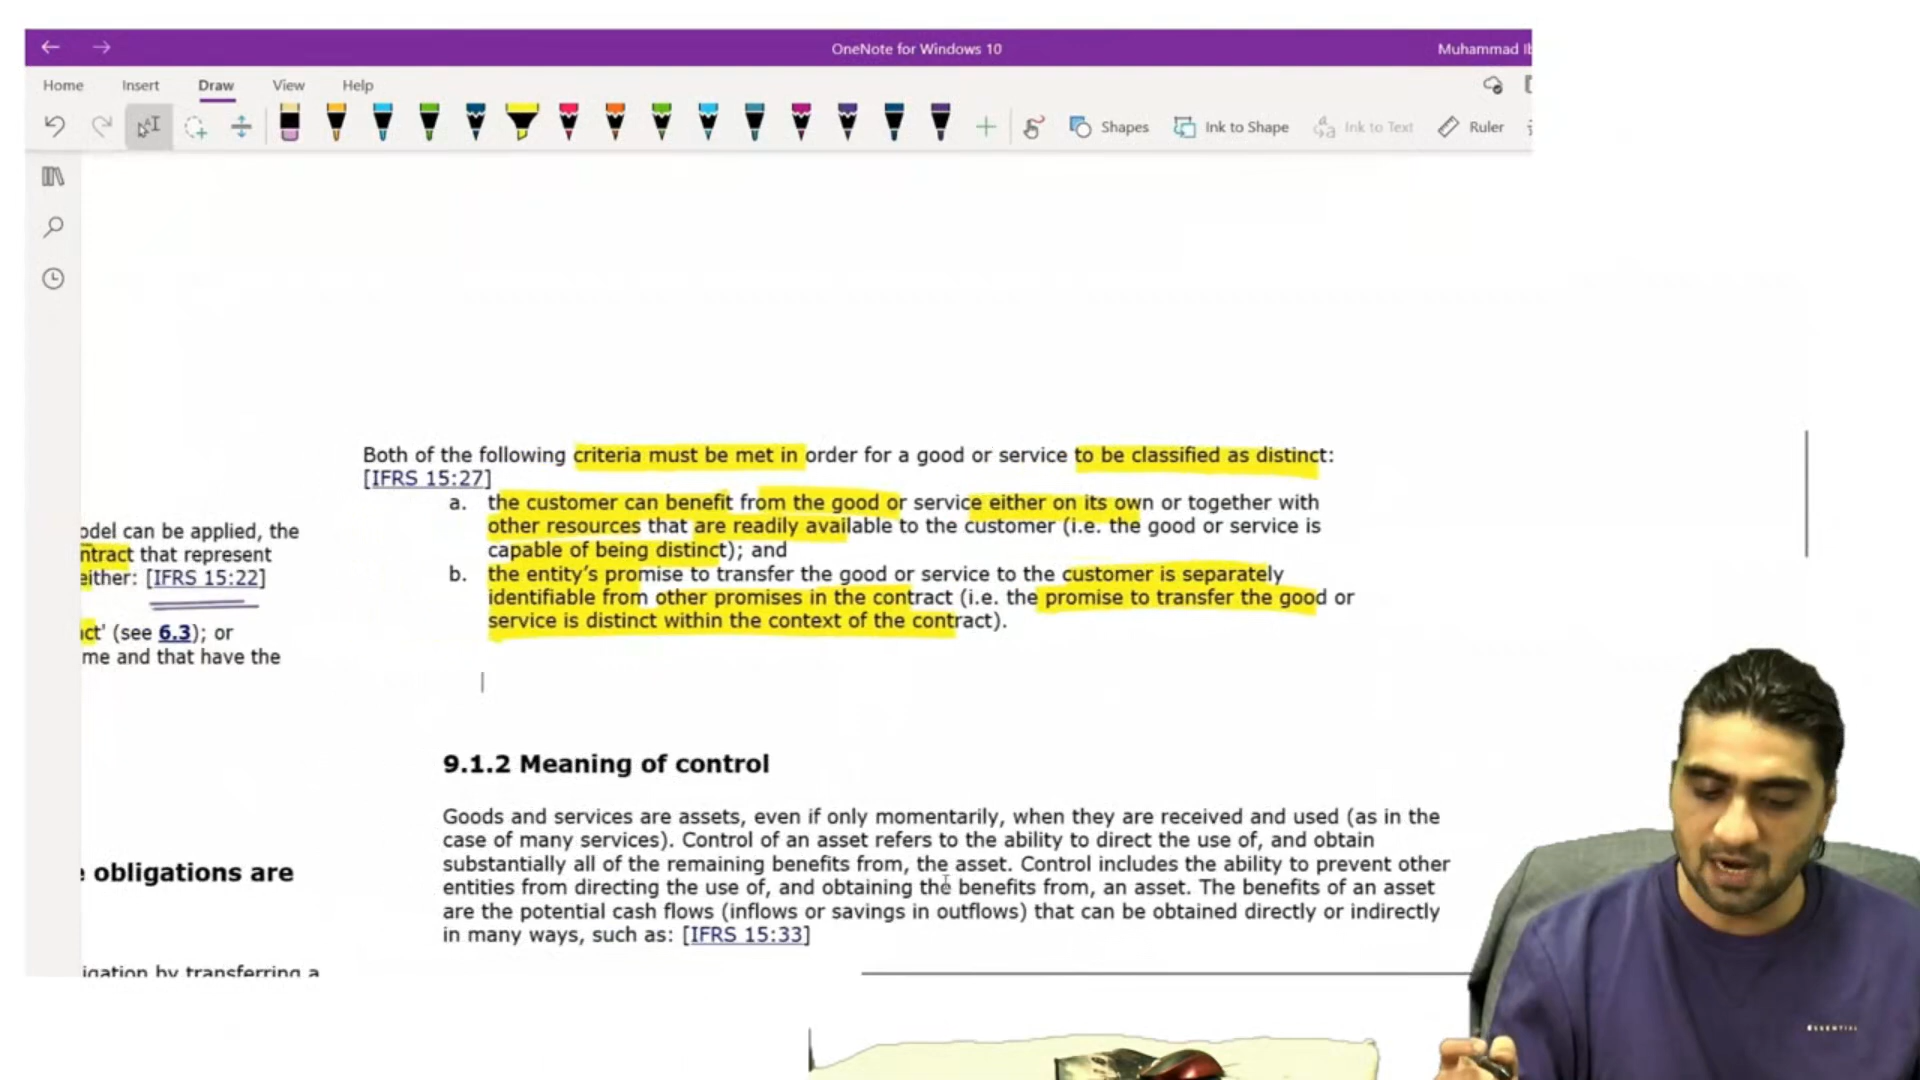 OneNote for Windows 10
Muhammad Ib
Home Insert Draw View Help
Shapes Ink to Shape Ink to Text Ruler
Both of the following criteria must be met in order for a good or service to be classified as distinct:
[IFRS 15:27]
a. the customer can benefit from the good or service either on its own or together with
other resources that are readily available to the customer (i.e. the good or service is
capable of being distinct); and
b. the entity's promise to transfer the good or service to the customer is separately
identifiable from other promises in the contract (i.e. the promise to transfer the good or
service is distinct within the context of the contract).
odel can be applied, the
ntract that represent
either: [IFRS 15:22]
ct' (see 6.3); or
me and that have the
obligations are
igation by transferring a
9.1.2 Meaning of control
Goods and services are assets, even if only momentarily, when they are received and used (as in the
case of many services). Control of an asset refers to the ability to direct the use of, and obtain
substantially all of the remaining benefits from, the asset. Control includes the ability to prevent other
entities from directing the use of, and obtaining the benefits from, an asset. The benefits of an asset
are the potential cash flows (inflows or savings in outflows) that can be obtained directly or indirectly
in many ways, such as: [IFRS 15:33]
ESSENTIAL